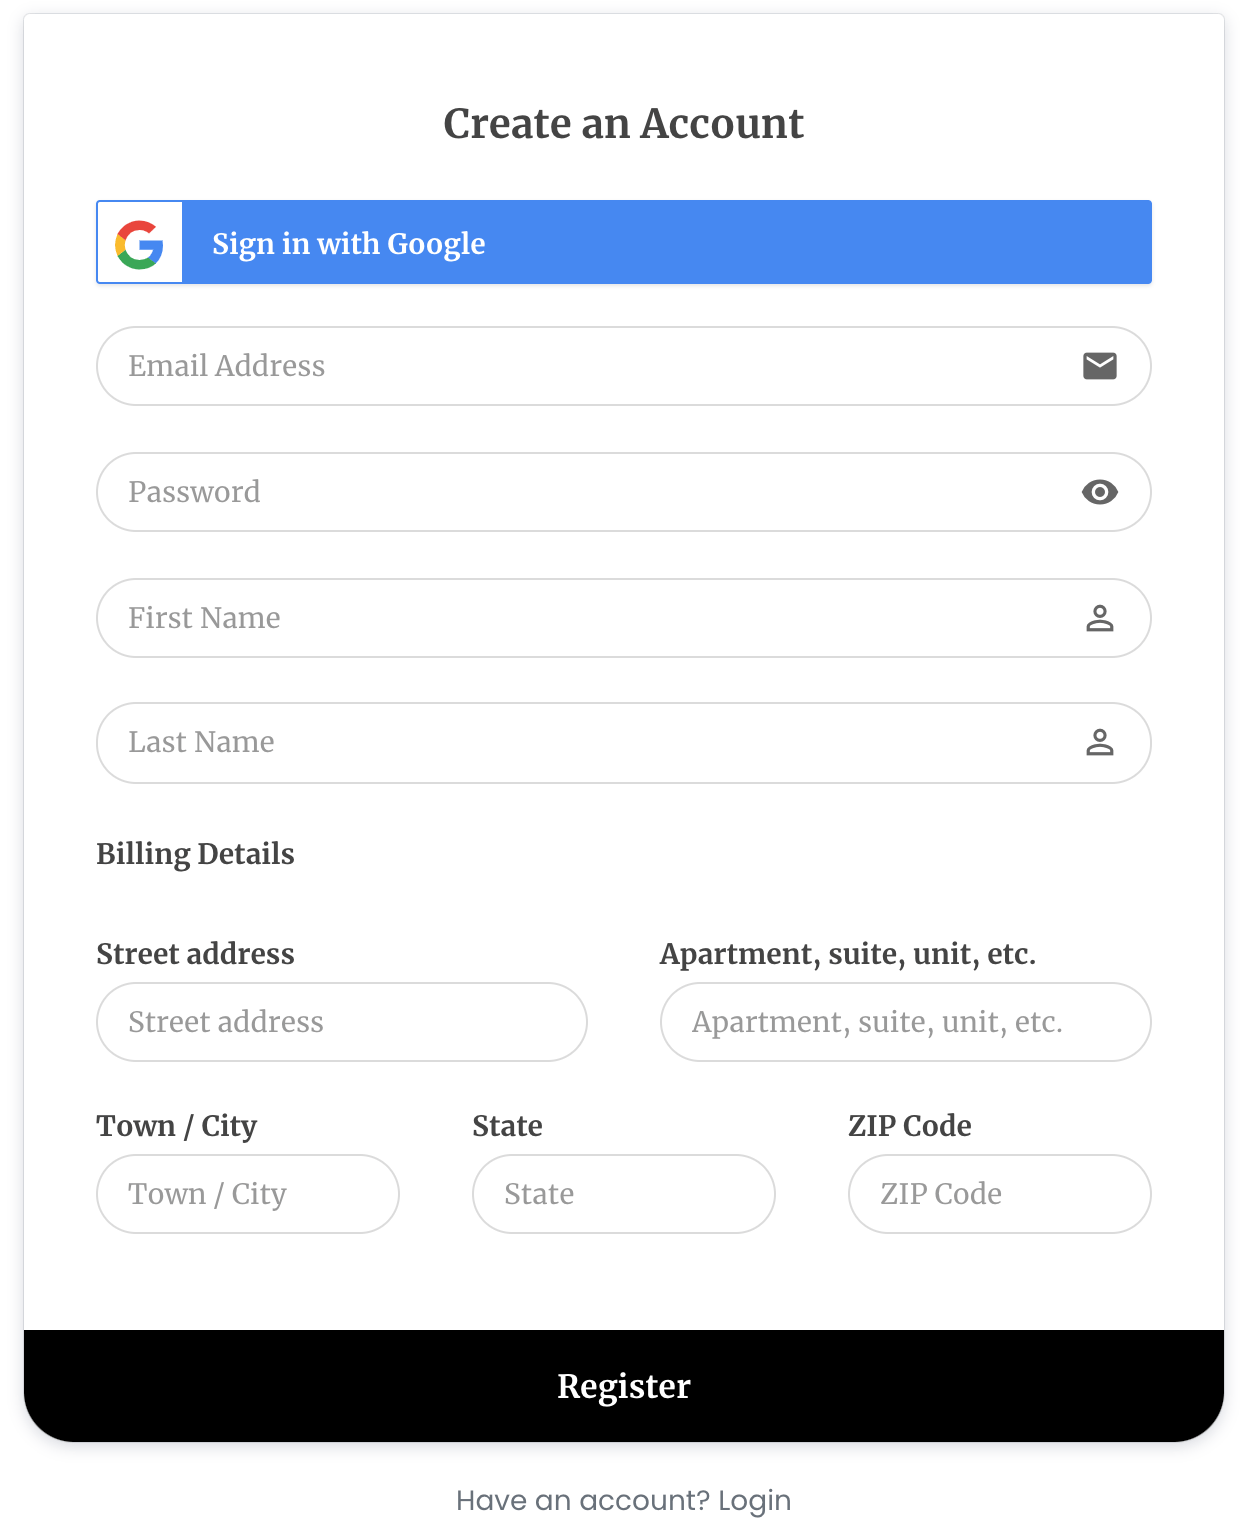 Create an Account
Sign in with Google
Email Address
Password
First Name
Last Name
Billing Details
Street address
Apartment, suite, unit, etc.
Street address
Apartment, suite, unit, etc.
Town / City
State
ZIP Code
Town / City
State
ZIP Code
Register
Have an account? Login